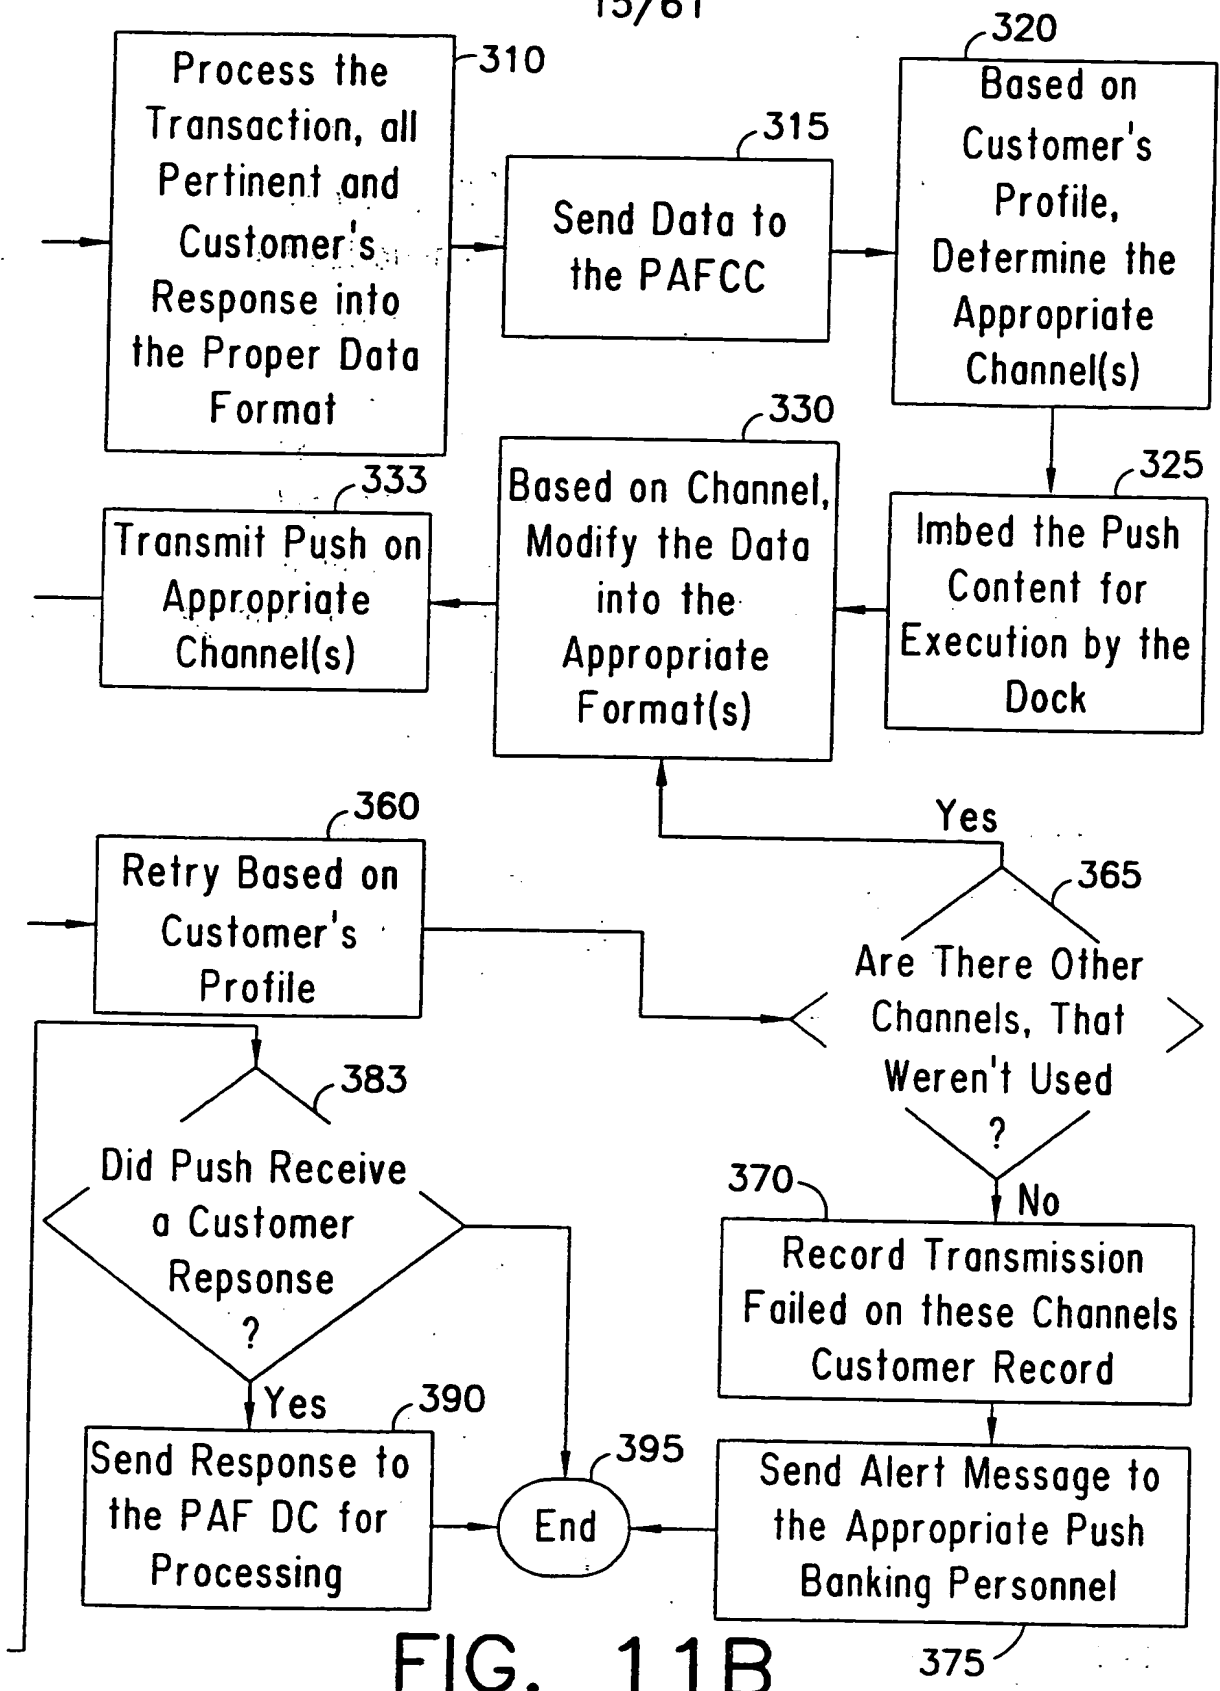 15/61
310
Process the
Transaction, all
Pertinent and
Customer's
Response into
the Proper Data
Format
315
Send Data to
the PAFCC
320
Based on
Customer's
Profile,
Determine the
Appropriate
Channel(s)
333
Transmit Push on
Appropriate
Channel(s)
330
Based on Channel,
Modify the Data
into the
Appropriate
Format(s)
325
Imbed the Push
Content for
Execution by the
Dock
360
Retry Based on
Customer's
Profile
Yes
365
Are There Other
Channels, That
Weren't Used
?
No
383
Did Push Receive
a Customer
Repsonse
?
Yes
370
Record Transmission
Failed on these Channels
Customer Record
390
Send Response to
the PAF DC for
Processing
395
End
Send Alert Message to
the Appropriate Push
Banking Personnel
375
FIG. 11B